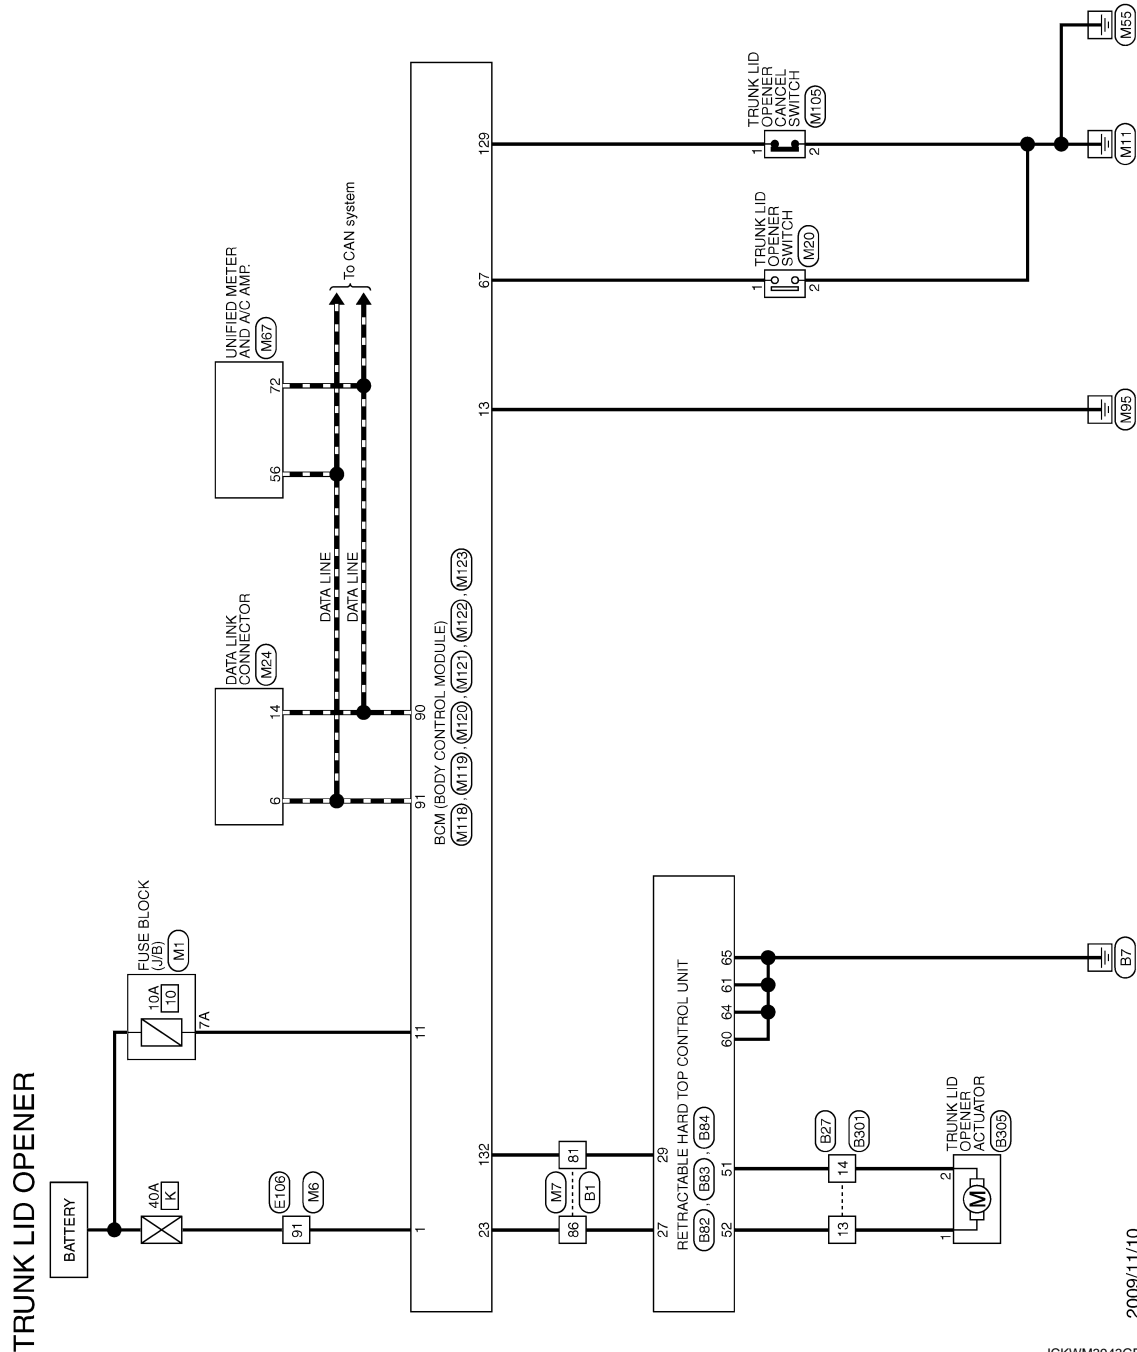 TRUNK LID OPENER
BATTERY
40A
K
E106
91
M6
FUSE BLOCK
(J/B)
M1
10A
10
7A
DATA LINK
CONNECTOR
M24
6
14
UNIFIED METER
AND A/C AMP.
M67
56
72
DATA LINE
DATA LINE
To CAN system
1
11
91
90
BCM (BODY CONTROL MODULE)
M118 , M119 , M120 , M121 , M122 , M123
23
132
13
67
129
M7
86
81
B1
27
29
RETRACTABLE HARD TOP CONTROL UNIT
B82 , B83 , B84
52
51
60
64
61
65
B27
13
14
B301
TRUNK LID
OPENER
ACTUATOR
B305
1
2
M
TRUNK LID
OPENER
SWITCH
M20
1
2
TRUNK LID
OPENER
CANCEL
SWITCH
M105
1
2
B7
M95
M11
M55
2009/11/10